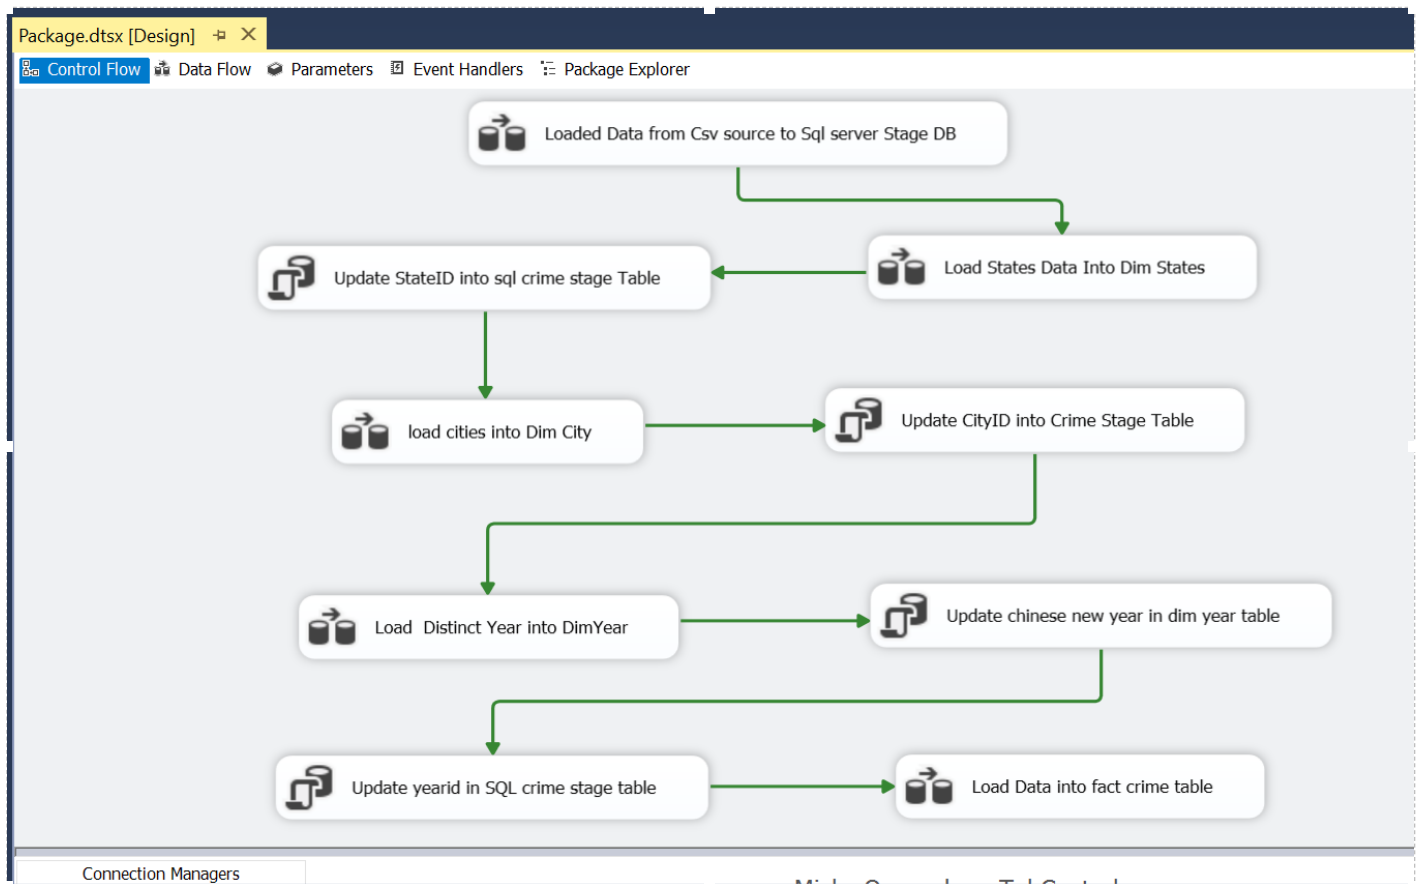 Package.dtsx [Design]
Control Flow Data Flow Parameters Event Handlers Package Explorer
Loaded Data from Csv source to Sql server Stage DB
Load States Data Into Dim States
Update StateID into sql crime stage Table
load cities into Dim City
Update CityID into Crime Stage Table
Load  Distinct Year into DimYear
Update chinese new year in dim year table
Update yearid in SQL crime stage table
Load Data into fact crime table
Connection Managers